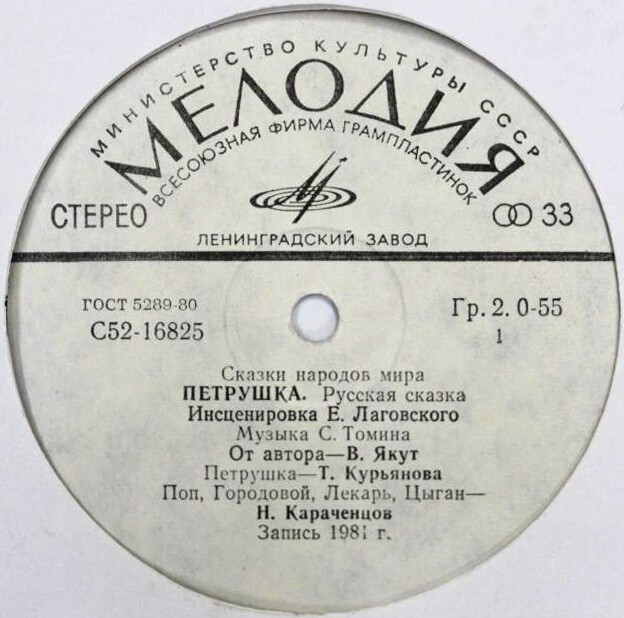 МИНИСТЕРСТВО КУЛЬТУРЫ СССР
МЕЛОДИЯ
ВСЕСОЮЗНАЯ ФИРМА ГРАМПЛАСТИНОК
СТЕРЕО
33
ЛЕНИНГРАДСКИЙ ЗАВОД
ГОСТ 5289-80
С52-16825
Гр. 2. 0-55
1
Сказки народов мира
ПЕТРУШКА. Русская сказка
Инсценировка Е. Лаговского
Музыка С. Томина
От автора—В. Якут
Петрушка—Т. Курьянова
Поп, Городовой, Лекарь, Цыган—
Н. Караченцов
Запись 1981 г.